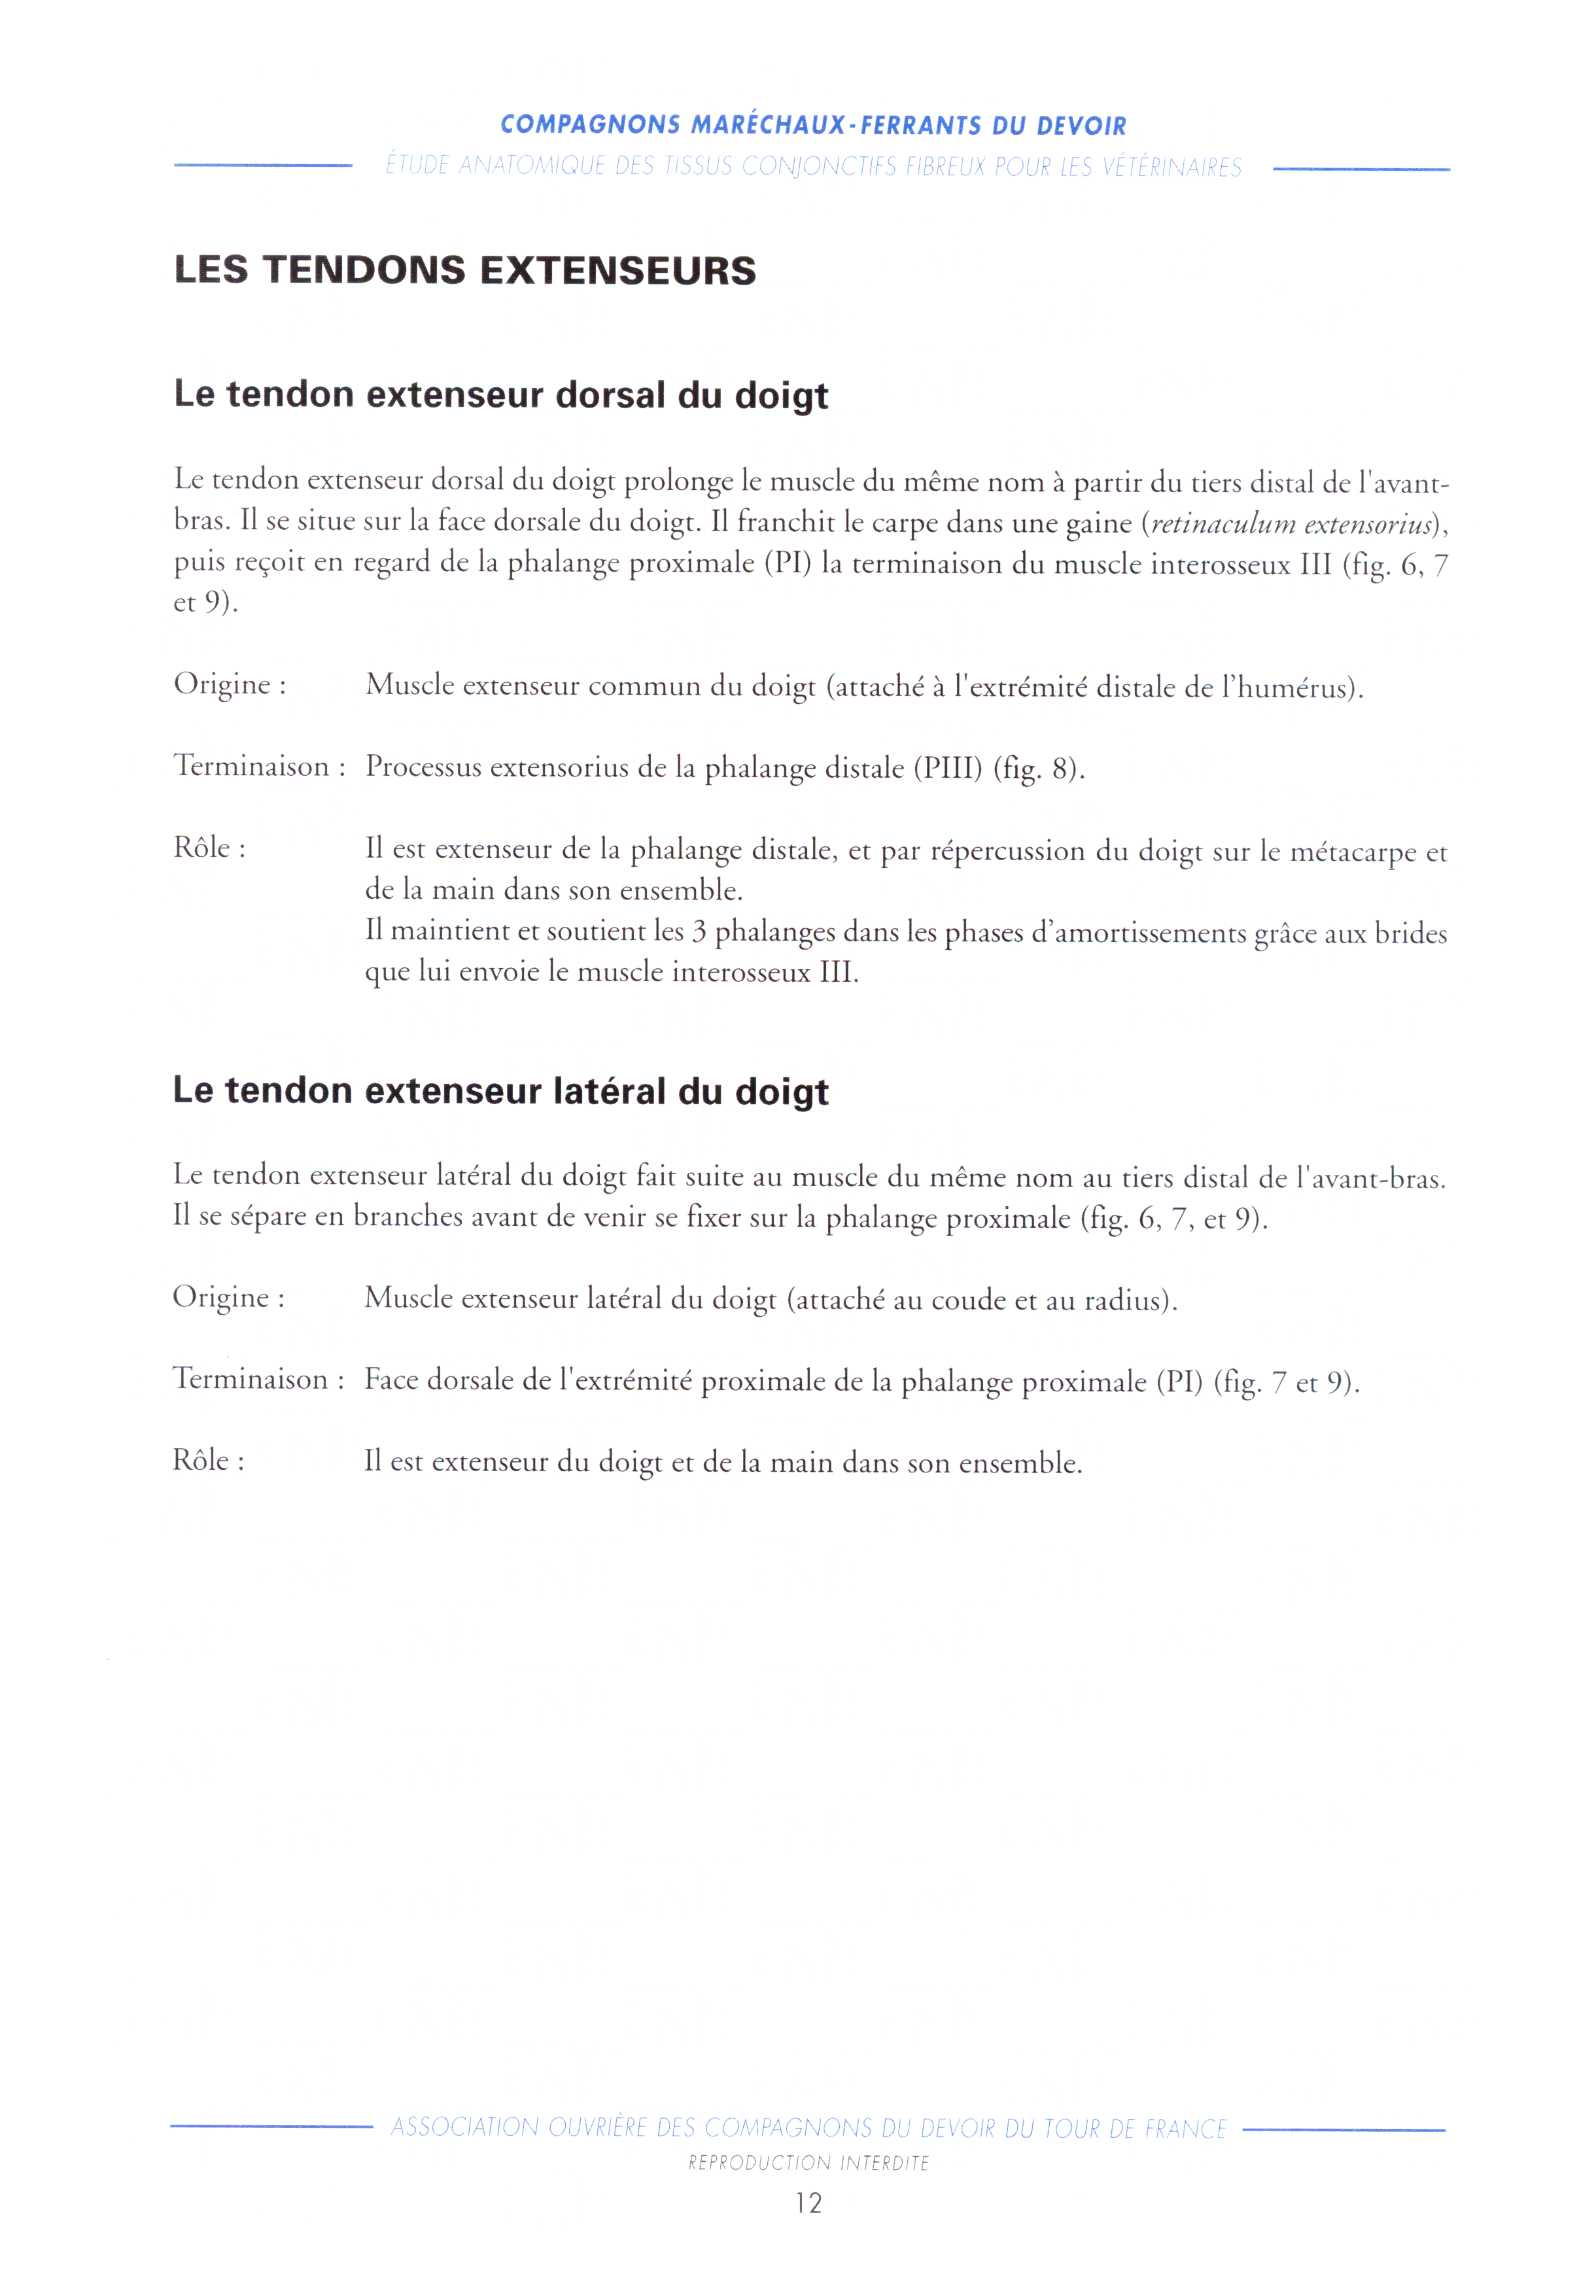 COMPAGNONS MARÉCHAUX-FERRANTS DU DEVOIR
ÉTUDE ANATOMIQUE DES TISSUS CONJONCTIFS FIBREUX POUR LES VÉTÉRINAIRES
LES TENDONS EXTENSEURS
Le tendon extenseur dorsal du doigt
Le tendon extenseur dorsal du doigt prolonge le muscle du même nom à partir du tiers distal de l'avant-
bras. Il se situe sur la face dorsale du doigt. Il franchit le carpe dans une gaine (retinaculum extensorius),
puis reçoit en regard de la phalange proximale (PI) la terminaison du muscle interosseux III (fig. 6, 7
et 9).
Origine : Muscle extenseur commun du doigt (attaché à l'extrémité distale de l’humérus).
Terminaison : Processus extensorius de la phalange distale (PIII) (fig. 8).
Rôle : Il est extenseur de la phalange distale, et par répercussion du doigt sur le métacarpe et
de la main dans son ensemble.
Il maintient et soutient les 3 phalanges dans les phases d’amortissements grâce aux brides
que lui envoie le muscle interosseux III.
Le tendon extenseur latéral du doigt
Le tendon extenseur latéral du doigt fait suite au muscle du même nom au tiers distal de l'avant-bras.
Il se sépare en branches avant de venir se fixer sur la phalange proximale (fig. 6, 7, et 9).
Origine : Muscle extenseur latéral du doigt (attaché au coude et au radius).
Terminaison : Face dorsale de l'extrémité proximale de la phalange proximale (PI) (fig. 7 et 9).
Rôle : Il est extenseur du doigt et de la main dans son ensemble.
ASSOCIATION OUVRIÈRE DES COMPAGNONS DU DEVOIR DU TOUR DE FRANCE
REPRODUCTION INTERDITE
12